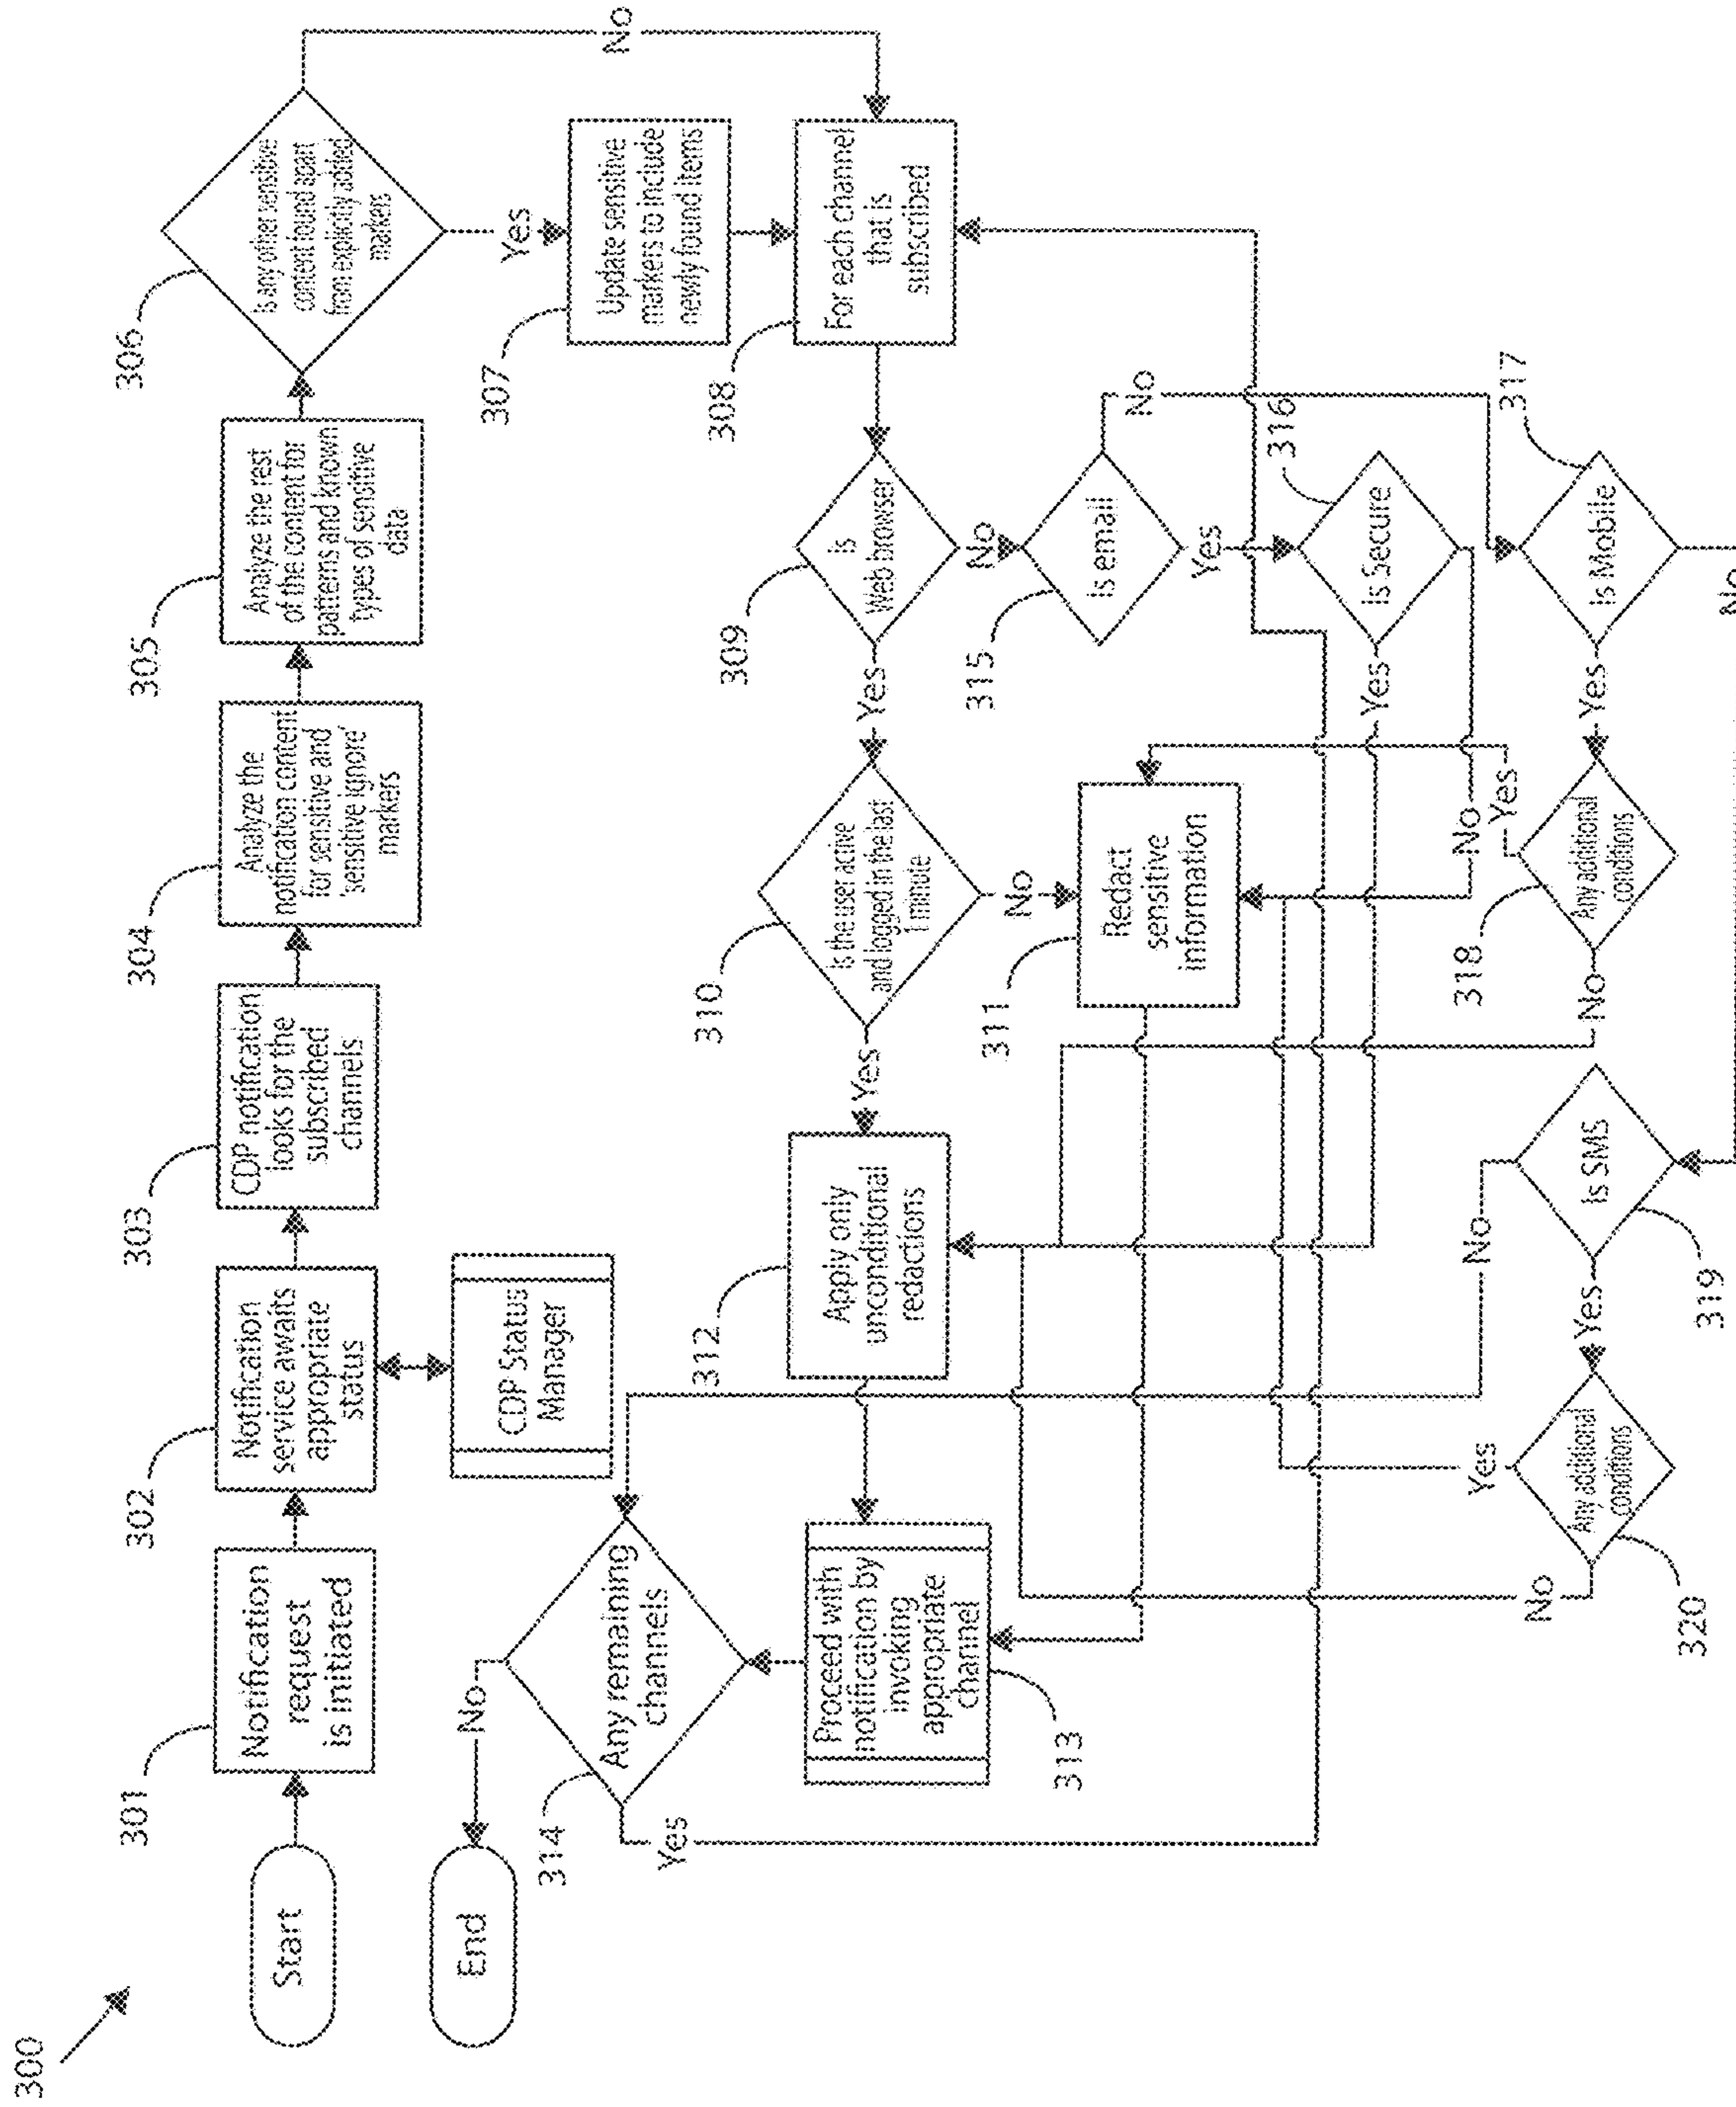 300
Start
301
Notification
request
is initiated
302
Notification
service awaits
appropriate
status
CDP Status
Manager
303
CDP notification
looks for the
subscribed
channels
304
Analyze the
notification content
for sensitive and
'sensitive ignore'
markers
305
Analyze the rest
of the content for
patterns and known
types of sensitive
data
306
Is any other sensitive
content found apart
from explicitly added
markers
Yes
No
307
Update sensitive
markers to include
newly found items
308
For each channel
that is
subscribed
309
Is
Web browser
Yes
No
310
Is the user active
and logged in the last
1 minute
Yes
No
311
Redact
sensitive
information
312
Apply only
unconditional
redactions
313
Proceed with
notification by
invoking
appropriate
channel
314
Any remaining
channels
Yes
No
End
315
Is email
Yes
No
316
Is Secure
Yes
No
317
Is Mobile
Yes
No
318
Any additional
conditions
Yes
No
319
Is SMS
Yes
No
320
Any additional
conditions
Yes
No